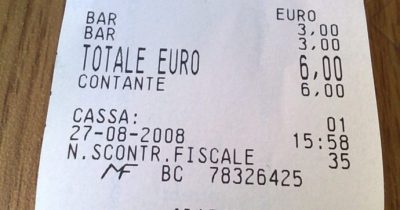 EURO
BAR 3,00
BAR 3,00
TOTALE EURO 6,00
CONTANTE 6,00
CASSA: 01
27-08-2008 15:58
N.SCONTR.FISCALE 35
MF BC 78326425